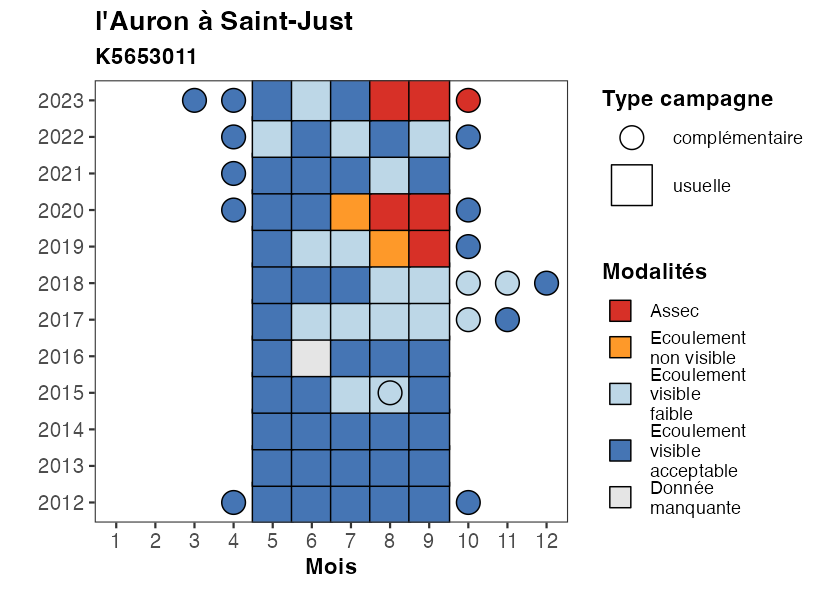 l'Auron à Saint-Just
K5653011
2023
2022
2021
2020
2019
2018
2017
2016
2015
2014
2013
2012
1 2 3 4 5 6 7 8 9 10 11 12
Mois
Type campagne
complémentaire
usuelle
Modalités
Assec
Ecoulement
non visible
Ecoulement
visible
faible
Ecoulement
visible
acceptable
Donnée
manquante